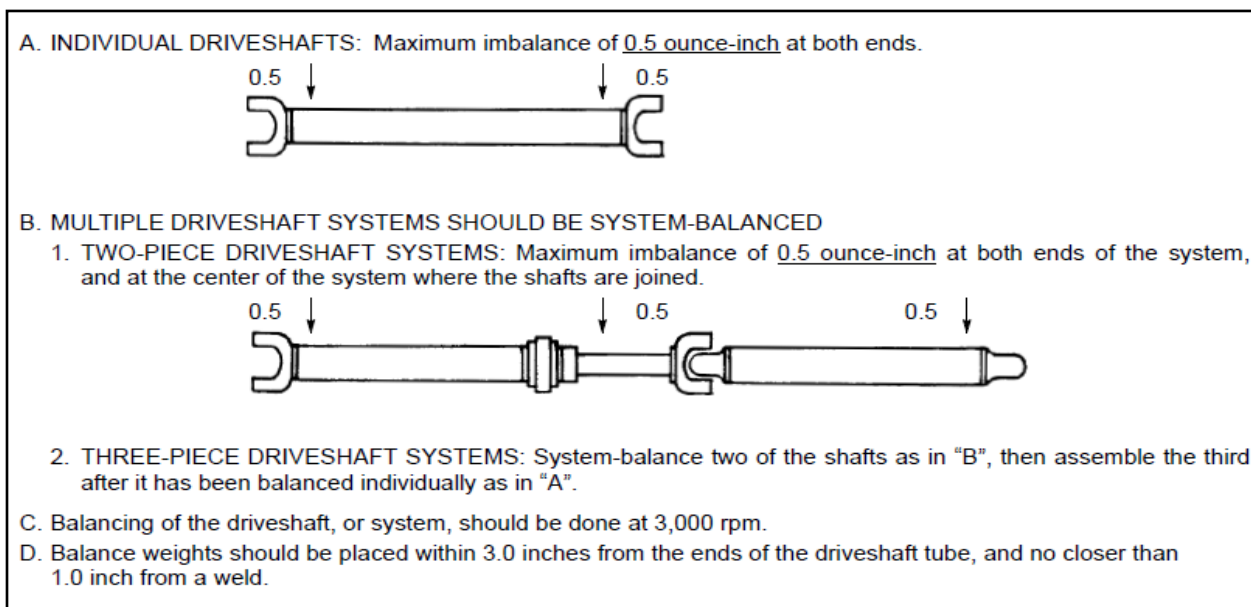 A. INDIVIDUAL DRIVESHAFTS: Maximum imbalance of 0.5 ounce-inch at both ends.
0.5 0.5
B. MULTIPLE DRIVESHAFT SYSTEMS SHOULD BE SYSTEM-BALANCED
1. TWO-PIECE DRIVESHAFT SYSTEMS: Maximum imbalance of 0.5 ounce-inch at both ends of the system,
and at the center of the system where the shafts are joined.
0.5 0.5 0.5
2. THREE-PIECE DRIVESHAFT SYSTEMS: System-balance two of the shafts as in “B”, then assemble the third
after it has been balanced individually as in “A”.
C. Balancing of the driveshaft, or system, should be done at 3,000 rpm.
D. Balance weights should be placed within 3.0 inches from the ends of the driveshaft tube, and no closer than
1.0 inch from a weld.